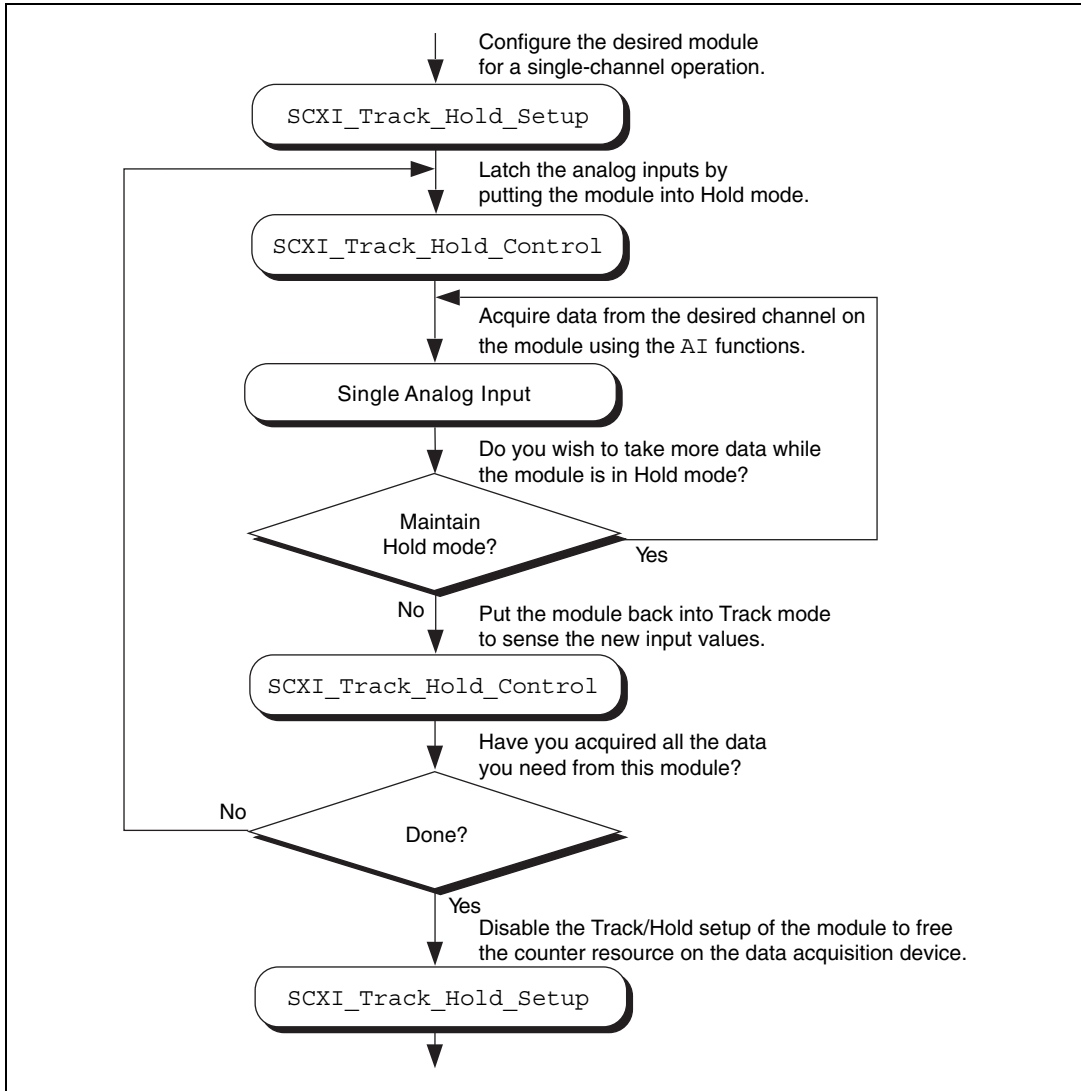 Configure the desired module
for a single-channel operation.
SCXI_Track_Hold_Setup
Latch the analog inputs by
putting the module into Hold mode.
SCXI_Track_Hold_Control
Acquire data from the desired channel on
the module using the AI functions.
Single Analog Input
Do you wish to take more data while
the module is in Hold mode?
Maintain
Hold mode?
Yes
No
Put the module back into Track mode
to sense the new input values.
SCXI_Track_Hold_Control
Have you acquired all the data
you need from this module?
No
Done?
Yes
Disable the Track/Hold setup of the module to free
the counter resource on the data acquisition device.
SCXI_Track_Hold_Setup